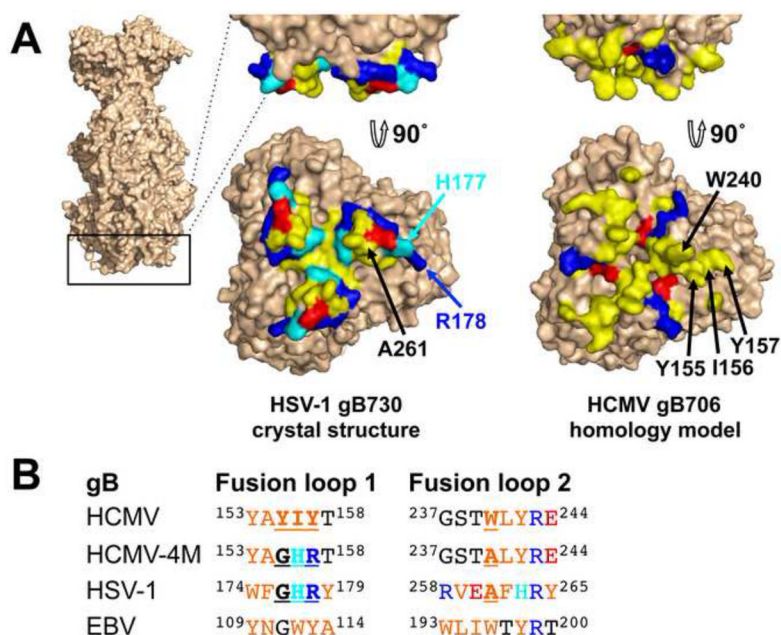 A
90°
90°
H177
W240
R178
A261
Y157
Y155 I156
HSV-1 gB730
crystal structure
HCMV gB706
homology model
B
gB Fusion loop 1 Fusion loop 2
HCMV 153YAYIYT158 237GSTWLYRE244
HCMV-4M 153YAGHRT158 237GSTALYRE244
HSV-1 174WFGHRY179 258RVEAFHRY265
EBV 109YNGWYA114 193WLIWTYRT200